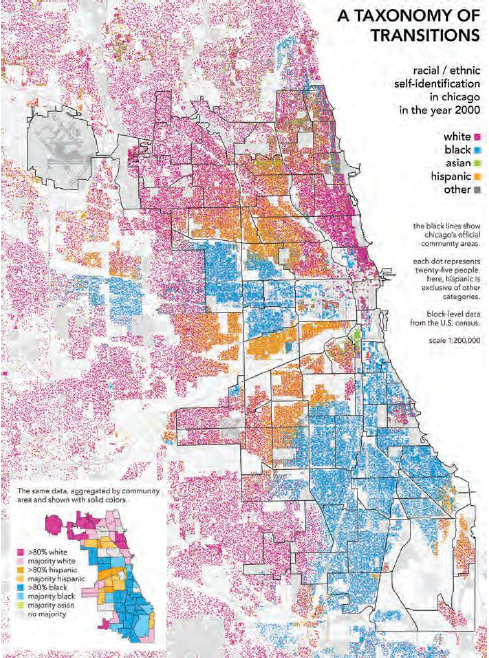 A TAXONOMY OF
TRANSITIONS
racial / ethnic
self-identification
in chicago
in the year 2000
white
black
asian
hispanic
other
the black lines show
chicago's official
community areas.
each dot represents
twenty-five people.
here, hispanic is
exclusive of other
categories.
block-level data
from the U.S. census.
scale 1:200,000
The same data, aggregated by community
area and shown with solid colors.
>80% white
majority white
>80% hispanic
majority hispanic
>80% black
majority black
majority asian
no majority